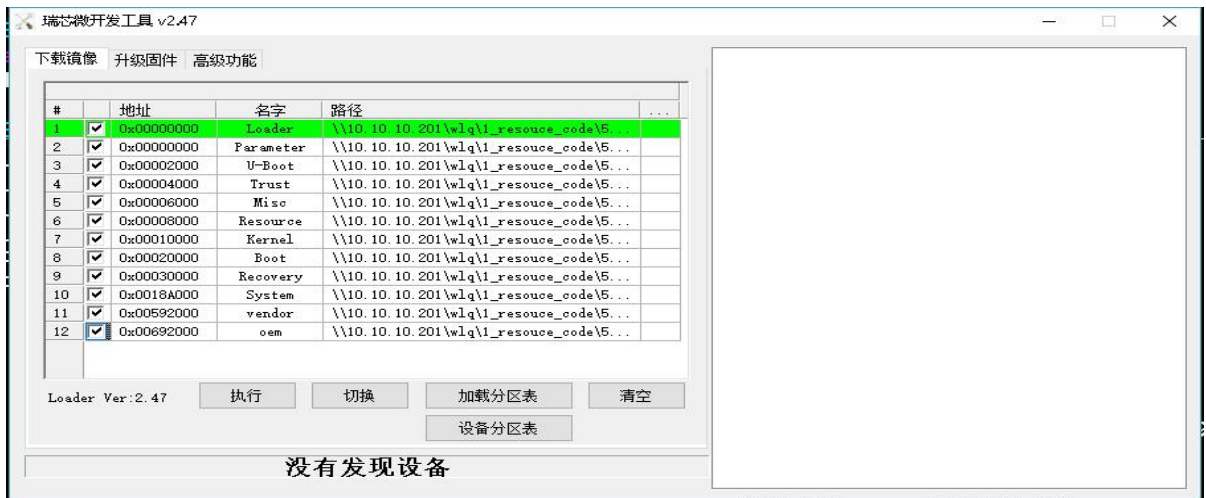 瑞芯微开发工具 v2.47
下载镜像 升级固件 高级功能
# 地址 名字 路径 ...
1 0x00000000 Loader \\10.10.10.201\wlq\1_resouce_code\5...
2 0x00000000 Parameter \\10.10.10.201\wlq\1_resouce_code\5...
3 0x00002000 U-Boot \\10.10.10.201\wlq\1_resouce_code\5...
4 0x00004000 Trust \\10.10.10.201\wlq\1_resouce_code\5...
5 0x00006000 Misc \\10.10.10.201\wlq\1_resouce_code\5...
6 0x00008000 Resource \\10.10.10.201\wlq\1_resouce_code\5...
7 0x00010000 Kernel \\10.10.10.201\wlq\1_resouce_code\5...
8 0x00020000 Boot \\10.10.10.201\wlq\1_resouce_code\5...
9 0x00030000 Recovery \\10.10.10.201\wlq\1_resouce_code\5...
10 0x0018A000 System \\10.10.10.201\wlq\1_resouce_code\5...
11 0x00592000 vendor \\10.10.10.201\wlq\1_resouce_code\5...
12 0x00692000 oem \\10.10.10.201\wlq\1_resouce_code\5...
Loader Ver:2.47 执行 切换 加载分区表 清空
设备分区表
没有发现设备